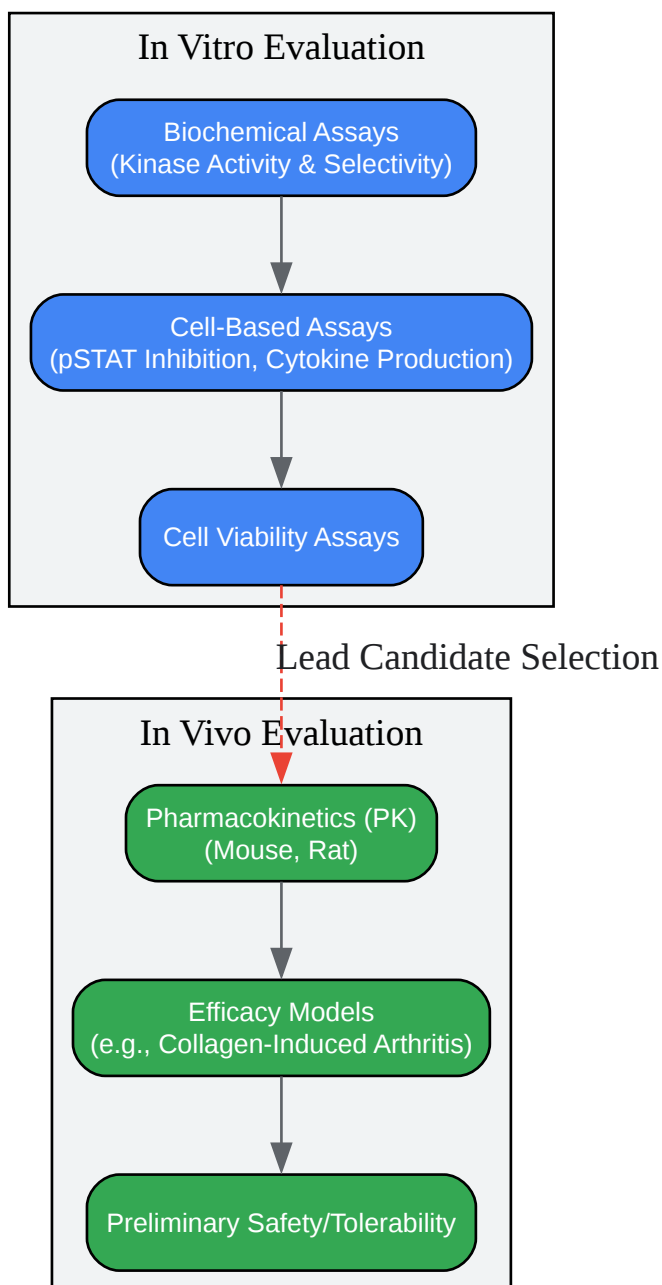 In Vitro Evaluation
Biochemical Assays
(Kinase Activity & Selectivity)
Cell-Based Assays
(pSTAT Inhibition, Cytokine Production)
Cell Viability Assays
Lead Candidate Selection
In Vivo Evaluation
Pharmacokinetics (PK)
(Mouse, Rat)
Efficacy Models
(e.g., Collagen-Induced Arthritis)
Preliminary Safety/Tolerability